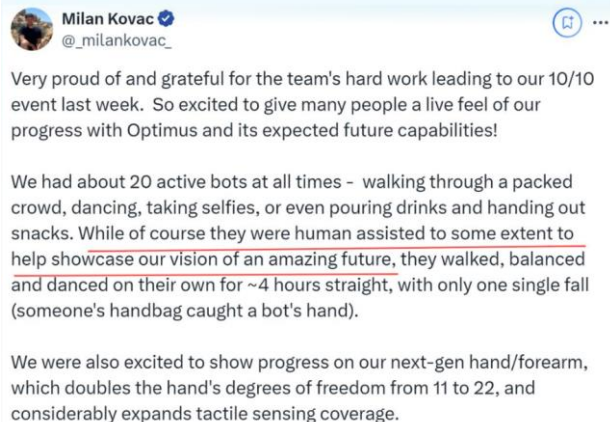 Milan Kovac
@_milankovac_
Very proud of and grateful for the team's hard work leading to our 10/10
event last week.  So excited to give many people a live feel of our
progress with Optimus and its expected future capabilities!
We had about 20 active bots at all times -  walking through a packed
crowd, dancing, taking selfies, or even pouring drinks and handing out
snacks. While of course they were human assisted to some extent to
help showcase our vision of an amazing future, they walked, balanced
and danced on their own for ~4 hours straight, with only one single fall
(someone's handbag caught a bot's hand).
We were also excited to show progress on our next-gen hand/forearm,
which doubles the hand's degrees of freedom from 11 to 22, and
considerably expands tactile sensing coverage.